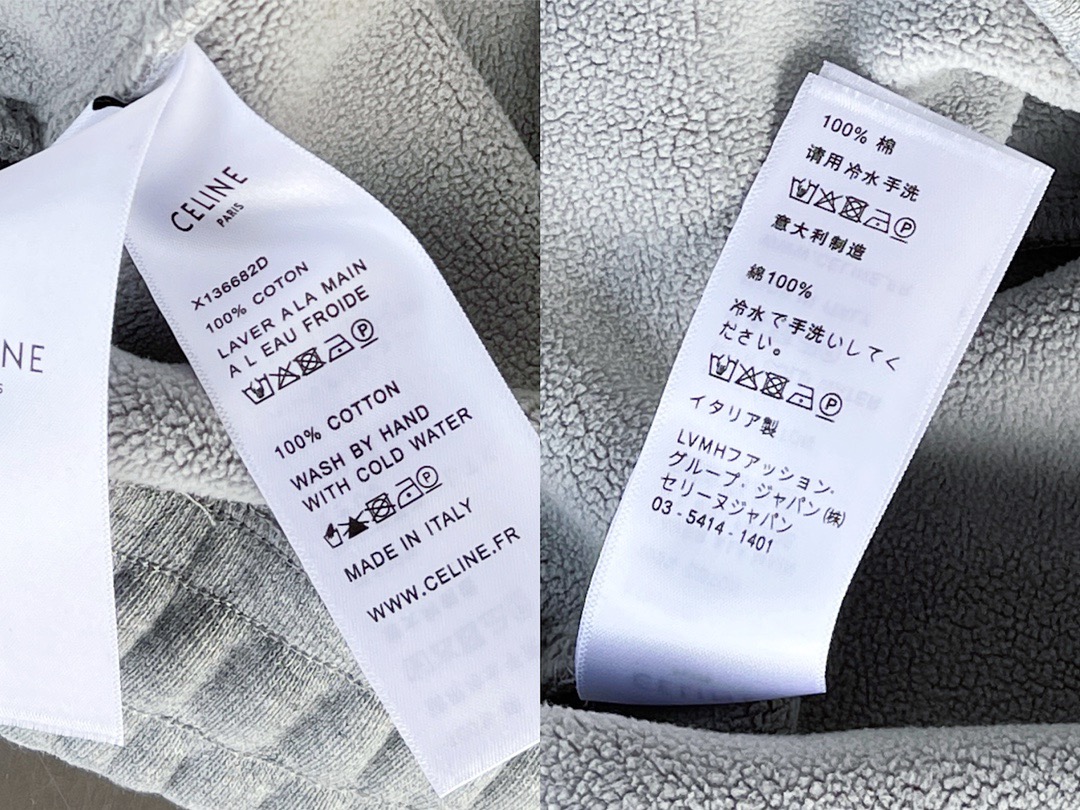 NE
S
CELINE
PARIS
X136682D
100% COTON
LAVER A LA MAIN
A L EAU FROIDE
100% COTTON
WASH BY HAND
WITH COLD WATER
MADE IN ITALY
WWW.CELINE.FR
100% 棉
请用冷水手洗
意大利制造
綿100%
冷水で手洗いしてく
ださい。
イタリア製
LVMHファッション・
グループ・ジャパン(株)
セリーヌジャパン
03 - 5414 - 1401